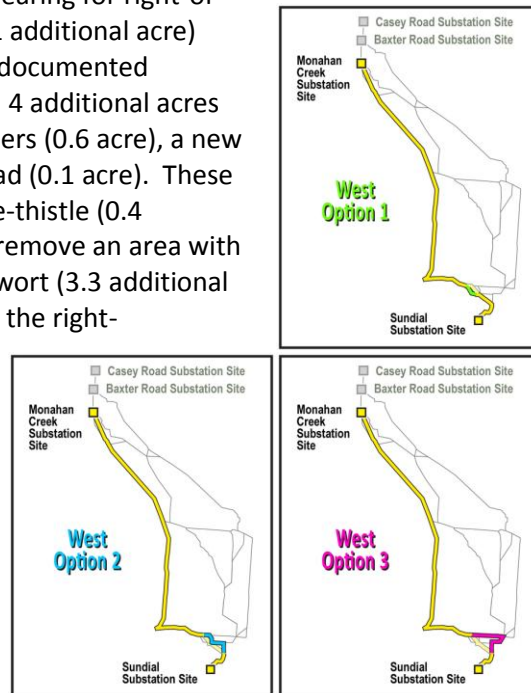 earing for right-of
additional acre)
documented
4 additional acres
ers (0.6 acre), a new
ad (0.1 acre). These
e-thistle (0.4
remove an area with
wort (3.3 additional
the right-
Casey Road Substation Site
Baxter Road Substation Site
Monahan
Creek
Substation
Site
West
Option 1
Sundial
Substation Site
Casey Road Substation Site
Baxter Road Substation Site
Monahan
Creek
Substation
Site
West
Option 2
Sundial
Substation Site
Casey Road Substation Site
Baxter Road Substation Site
Monahan
Creek
Substation
Site
West
Option 3
Sundial
Substation Site